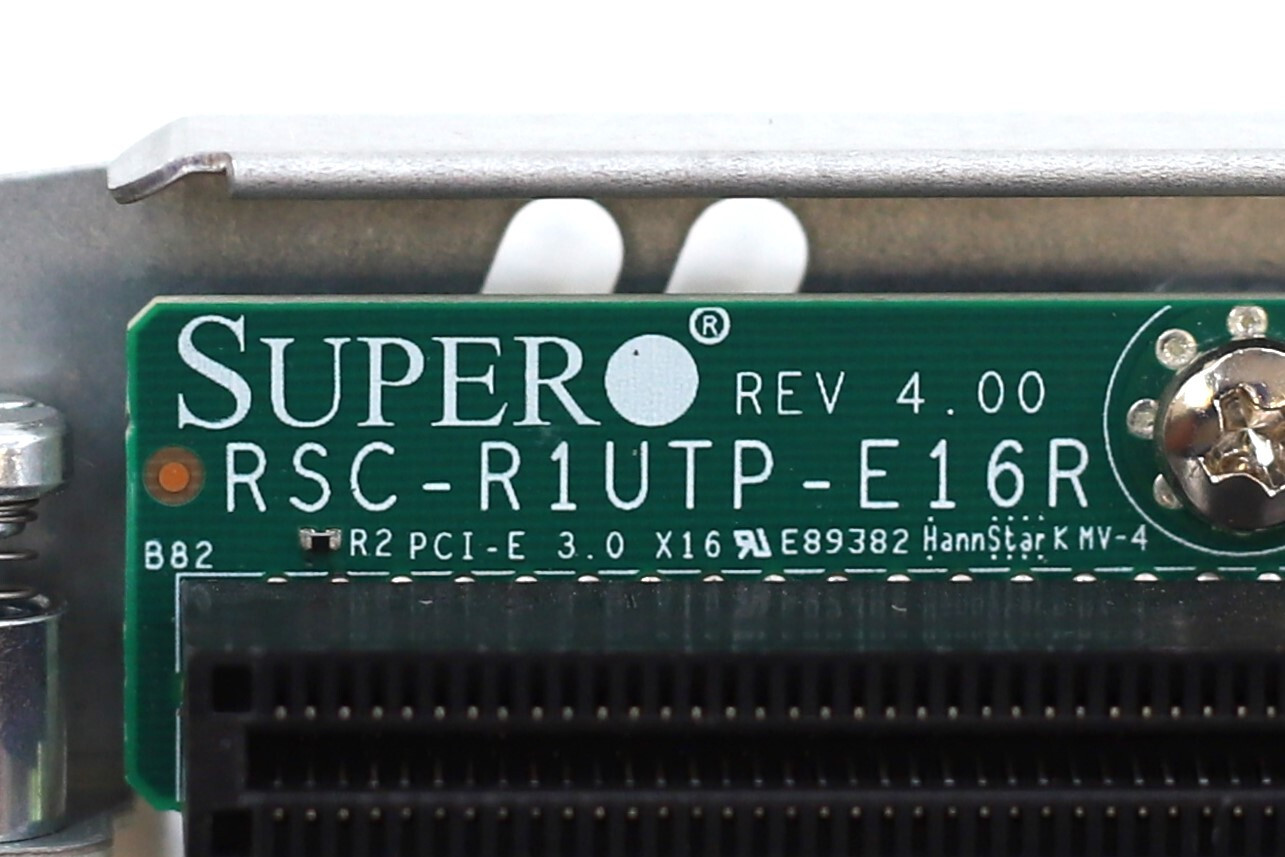 SUPER® REV 4.00
RSC-R1UTP-E16R
B82 R2 PCI-E 3.0 X16 E89382 HannStar K MV-4